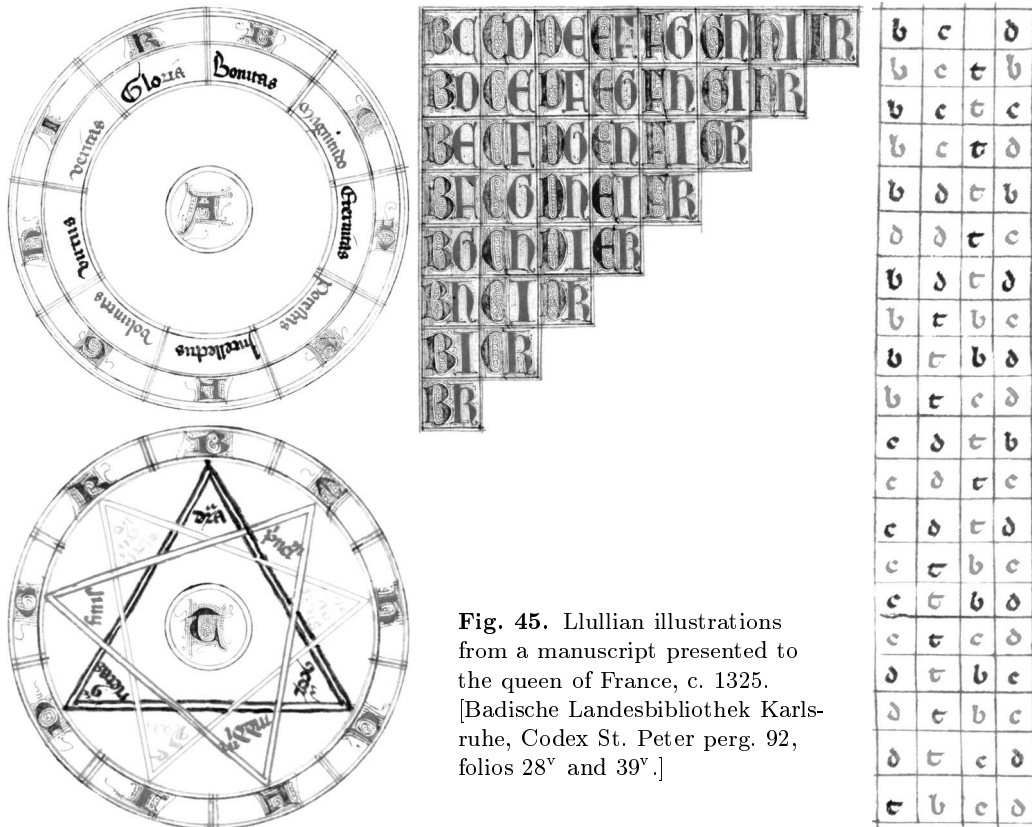 B
C
D
E
F
G
H
I
K
Bonitas
magnitudo
Eternitas
Potestas
Intellectus
voluntas
virtus
veritas
Gloria
A
BC CD DE EF FG GH HI IK
BD CE DF EG FH GI HK
BE CF DG EH FI GK
BF CG DH EI FK
BG CH DI EK
BH CI DK
BI CK
BK
b c d
b c t b
b c t c
b c t d
b d t b
d d t c
b d t d
b t b c
b t b d
b t c d
c d t b
c d t c
c d t d
c t b c
c t b d
c t c d
d t b c
d t b c
d t c d
t b c d
B
C
K
T
Fig. 45. Llullian illustrations
from a manuscript presented to
the queen of France, c. 1325.
[Badische Landesbibliothek Karls-
ruhe, Codex St. Peter perg. 92,
folios 28v and 39v.]